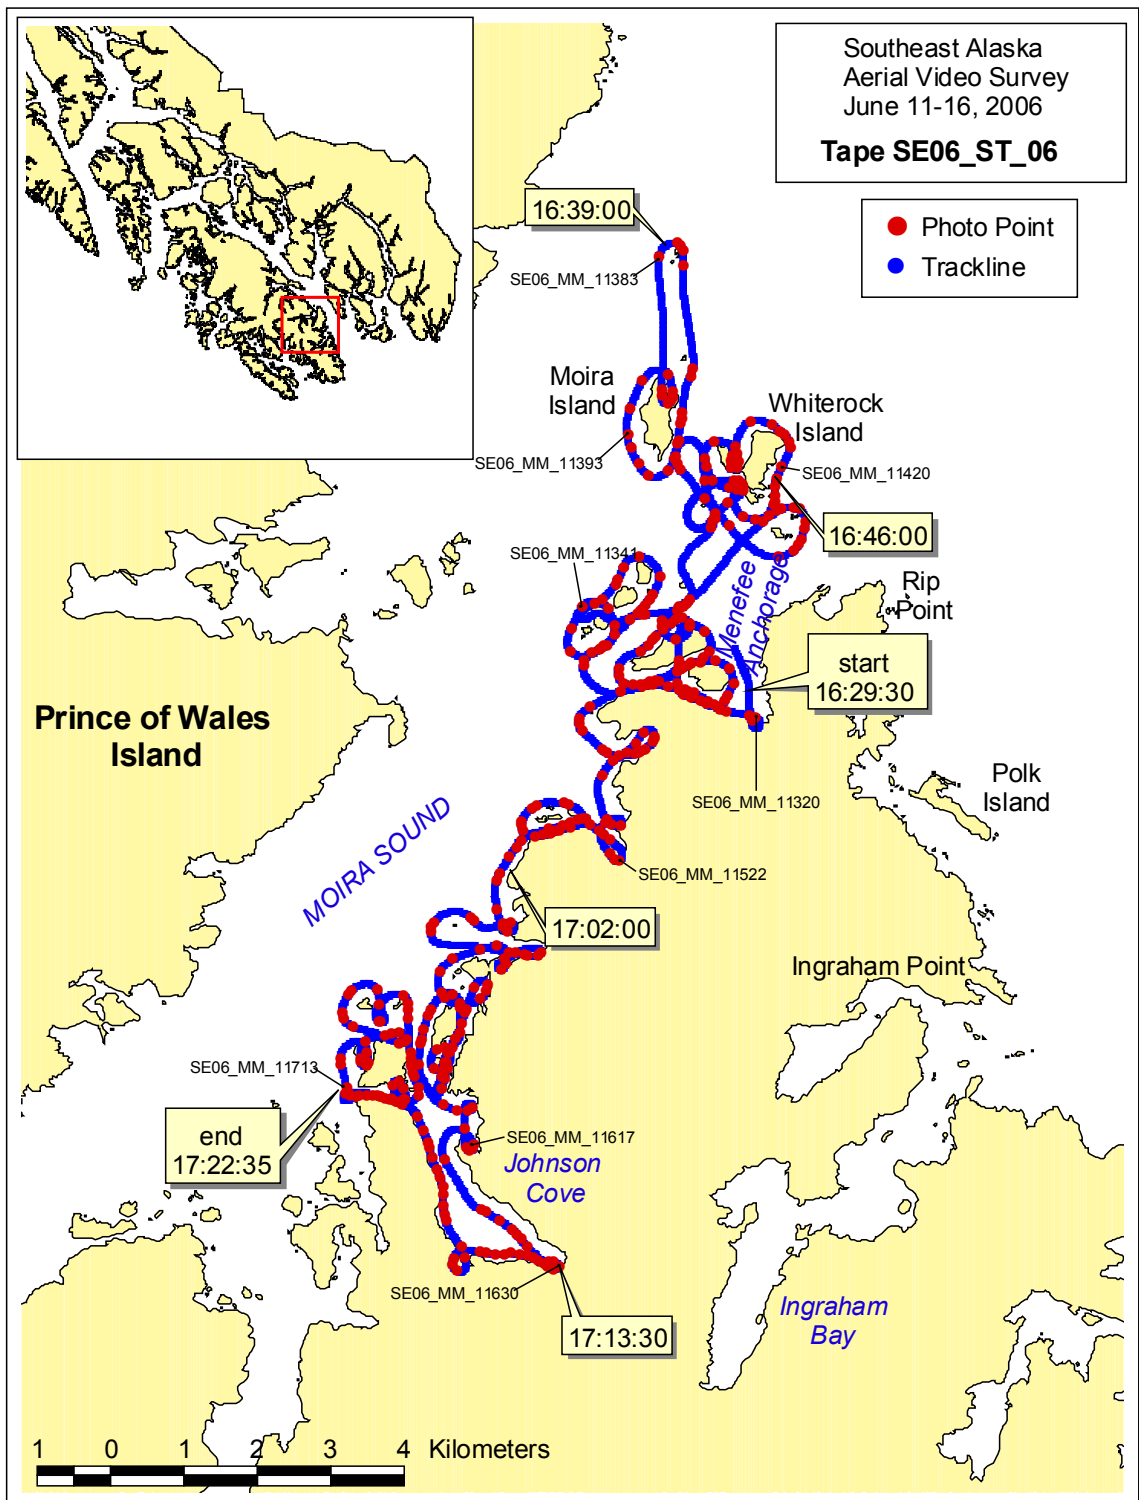 Southeast Alaska
Aerial Video Survey
June 11-16, 2006
Tape SE06_ST_06
Photo Point
Trackline
16:39:00
SE06_MM_11383
Moira
Island
Whiterock
Island
SE06_MM_11393
SE06_MM_11420
16:46:00
SE06_MM_11341
Menefee
Anchorage
Rip
Point
start
16:29:30
Prince of Wales
Island
SE06_MM_11320
Polk
Island
MOIRA SOUND
SE06_MM_11522
17:02:00
Ingraham Point
SE06_MM_11713
end
17:22:35
SE06_MM_11617
Johnson
Cove
SE06_MM_11630
Ingraham
Bay
17:13:30
1 0 1 2 3 4 Kilometers